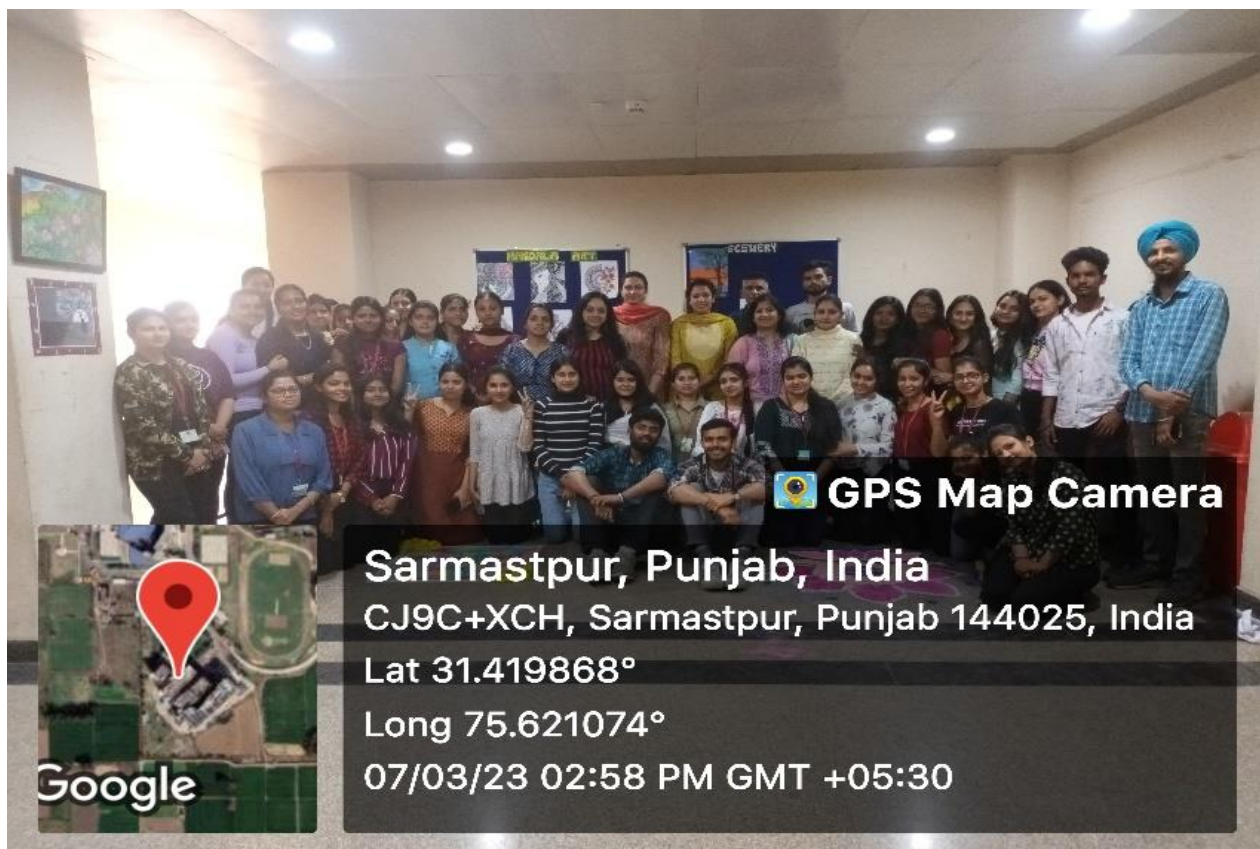 MANDALA ART
SCENERY
GPS Map Camera
Sarmastpur, Punjab, India
CJ9C+XCH, Sarmastpur, Punjab 144025, India
Lat 31.419868°
Long 75.621074°
07/03/23 02:58 PM GMT +05:30
Google